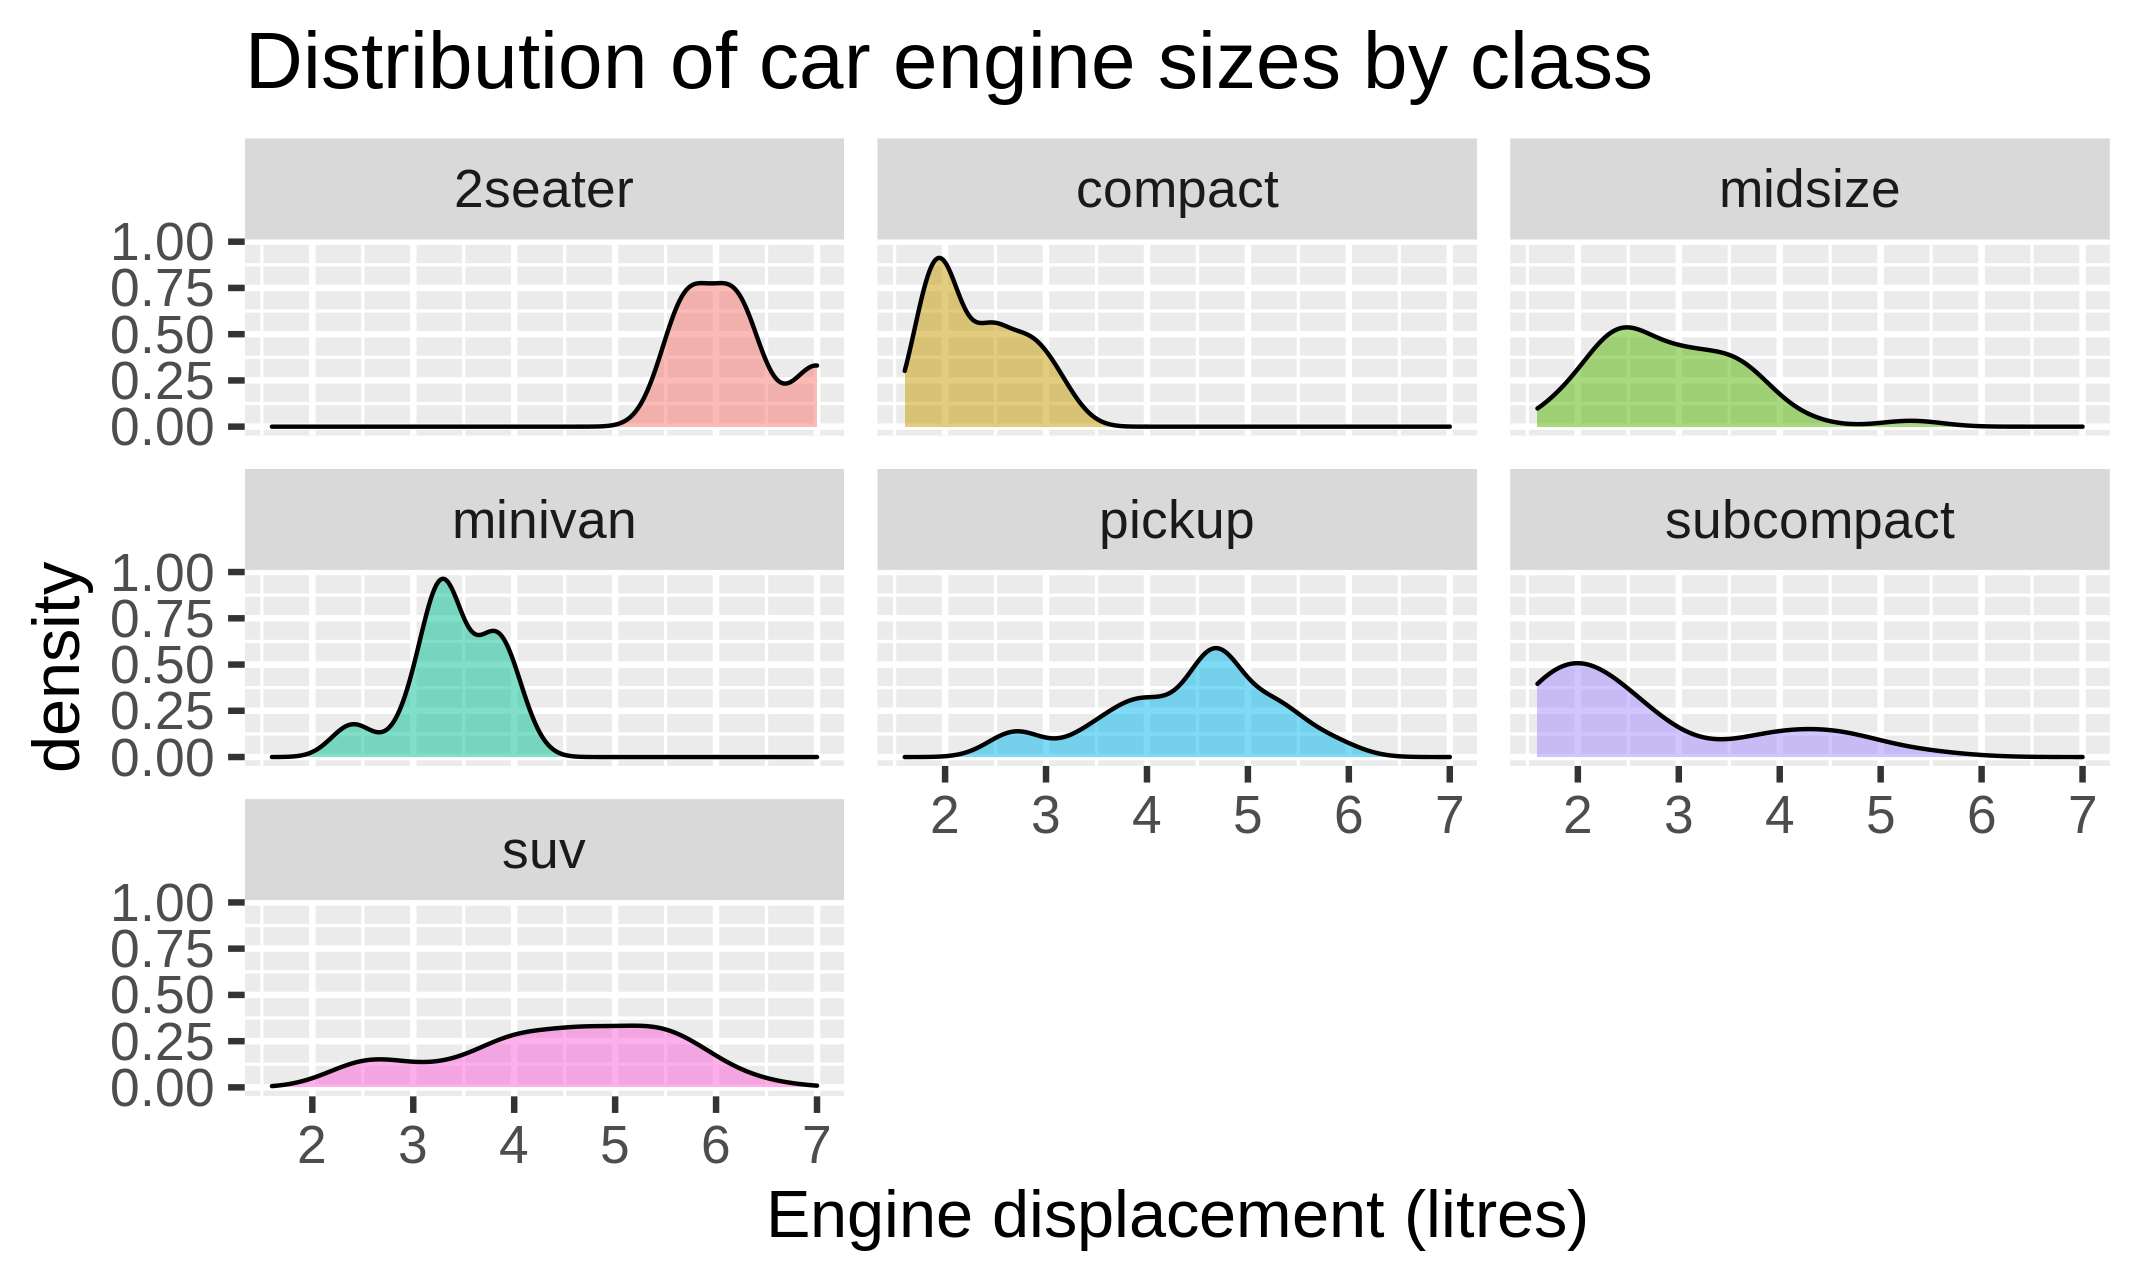 Distribution of car engine sizes by class
2seater
compact
midsize
1.00
0.75
0.50
0.25
0.00
minivan
pickup
subcompact
density
1.00
0.75
0.50
0.25
0.00
2 3 4 5 6 7
2 3 4 5 6 7
suv
1.00
0.75
0.50
0.25
0.00
2 3 4 5 6 7
Engine displacement (litres)